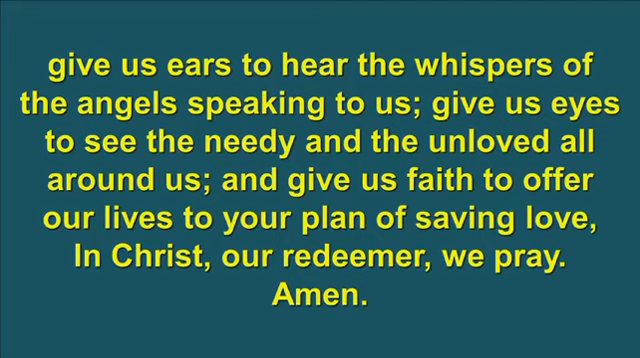 give us ears to hear the whispers of
the angels speaking to us; give us eyes
to see the needy and the unloved all
around us; and give us faith to offer
our lives to your plan of saving love,
In Christ, our redeemer, we pray.
Amen.